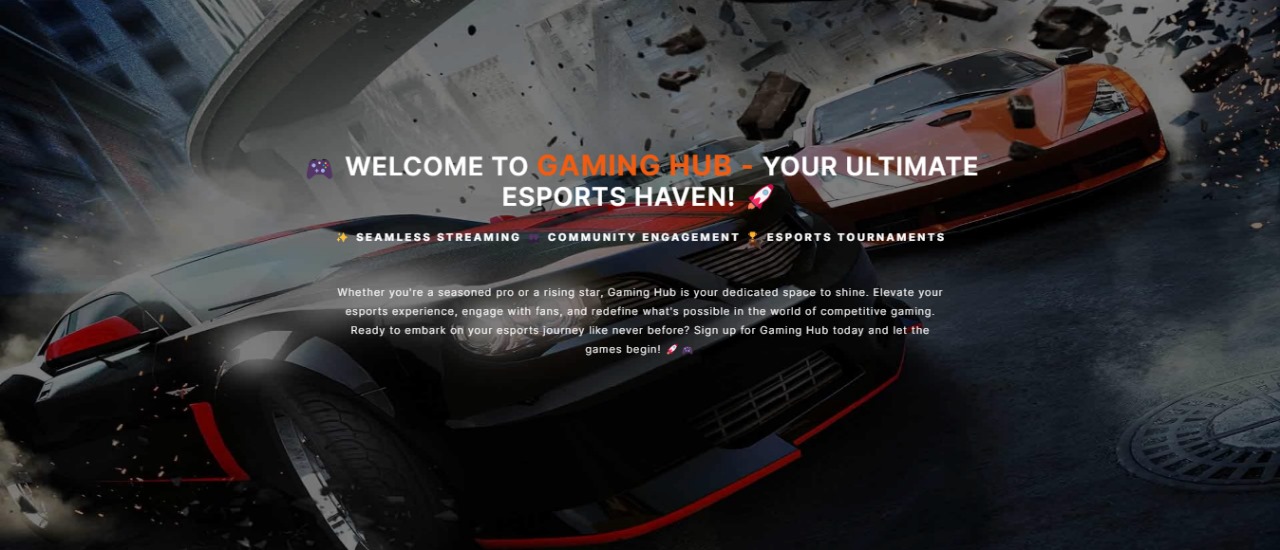 🎮 WELCOME TO GAMING HUB - YOUR ULTIMATE
ESPORTS HAVEN! 🚀
✨ SEAMLESS STREAMING 🎮 COMMUNITY ENGAGEMENT 🏆 ESPORTS TOURNAMENTS
Whether you're a seasoned pro or a rising star, Gaming Hub is your dedicated space to shine. Elevate your
esports experience, engage with fans, and redefine what's possible in the world of competitive gaming.
Ready to embark on your esports journey like never before? Sign up for Gaming Hub today and let the
games begin! 🚀 🎮